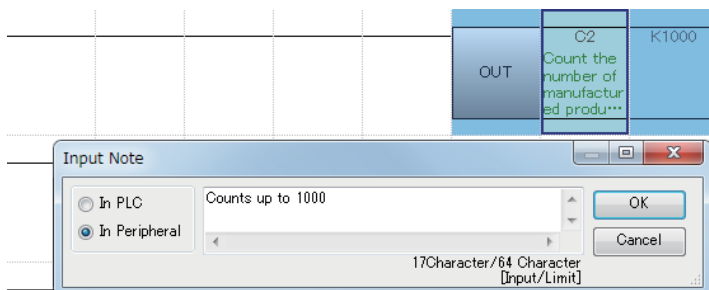 C2 K1000
OUT
Count the
number of
manufactur
ed produ···
Input Note
In PLC
In Peripheral
Counts up to 1000
OK
Cancel
17Character/64 Character
[Input/Limit]